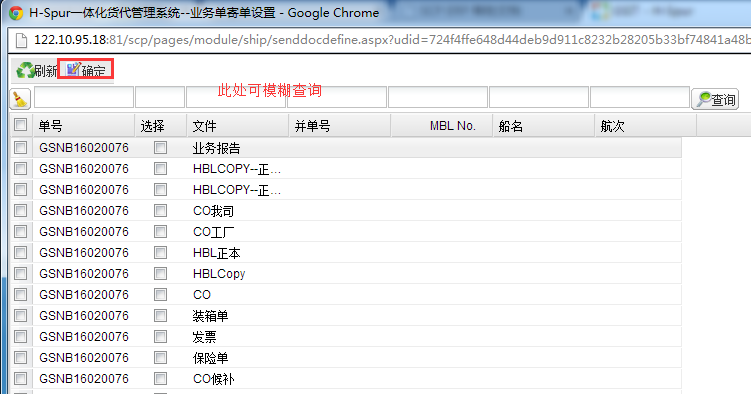 H-Spur一体化货代管理系统--业务单寄单设置 - Google Chrome
122.10.95.18:81/scp/pages/module/ship/senddocdefine.aspx?udid=724f4ffe648d44deb9d911c8232b28205b33bf74841a48b
刷新 确定
此处可模糊查询
查询
单号 选择 文件 并单号 MBL No. 船名 航次
GSNB16020076 业务报告
GSNB16020076 HBLCOPY--正...
GSNB16020076 HBLCOPY--正...
GSNB16020076 CO我司
GSNB16020076 CO工厂
GSNB16020076 HBL正本
GSNB16020076 HBLCopy
GSNB16020076 CO
GSNB16020076 装箱单
GSNB16020076 发票
GSNB16020076 保险单
GSNB16020076 CO候补